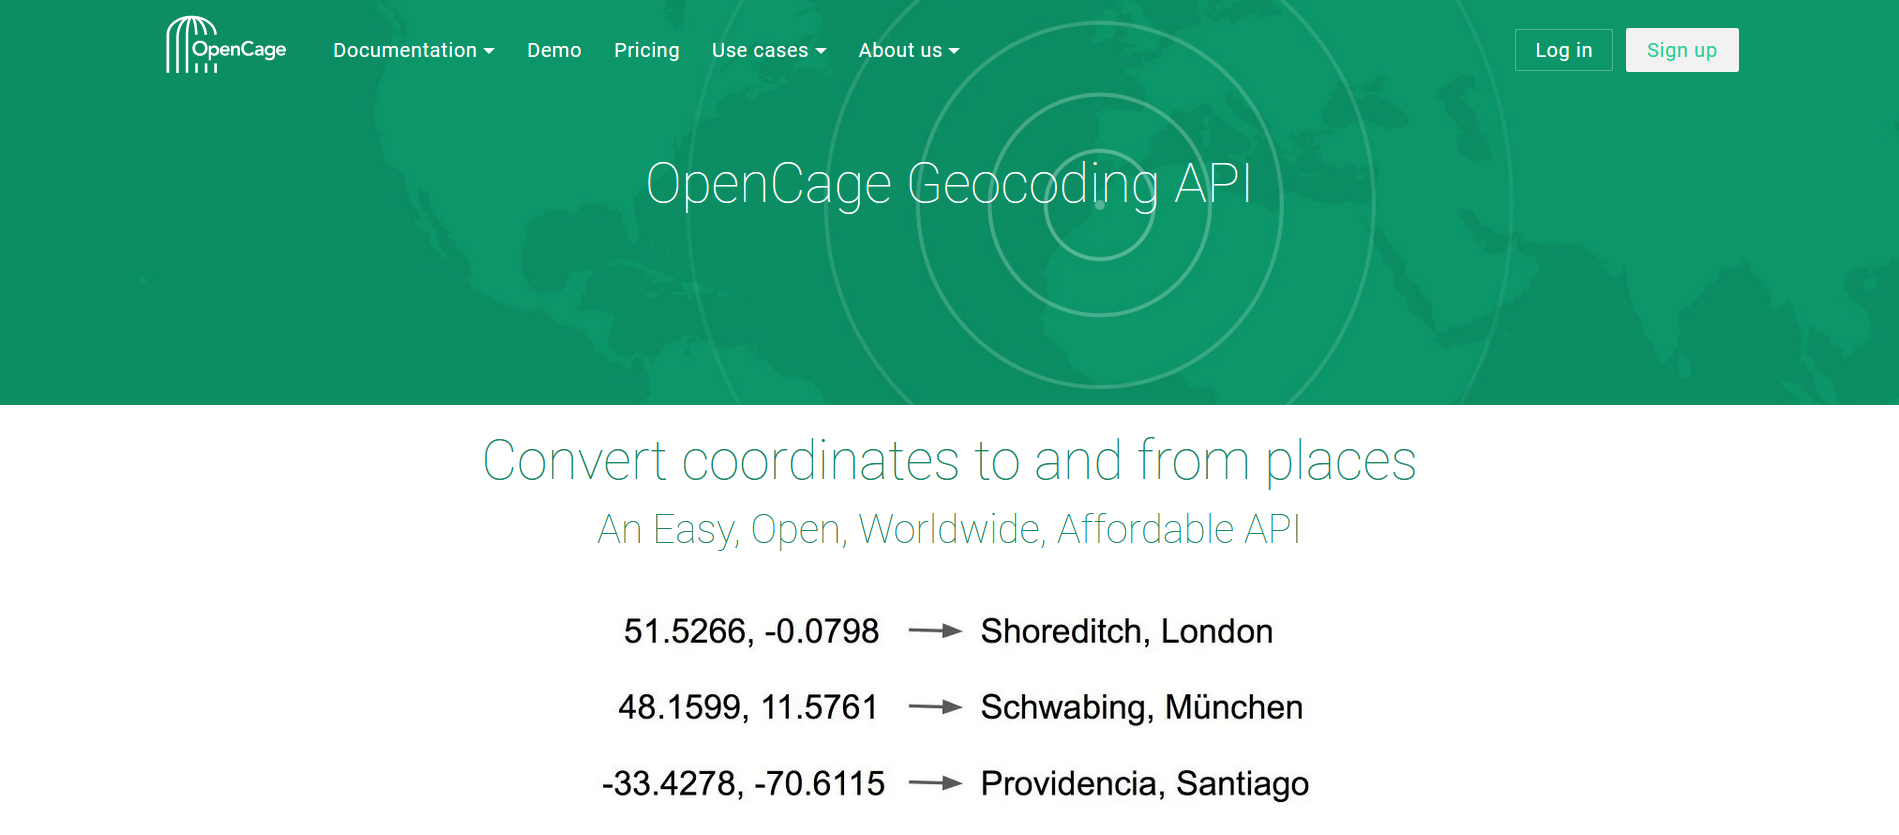 OpenCage Documentation Demo Pricing Use cases About us Log in Sign up
OpenCage Geocoding API
Convert coordinates to and from places
An Easy, Open, Worldwide, Affordable API
51.5266, -0.0798 Shoreditch, London
48.1599, 11.5761 Schwabing, München
-33.4278, -70.6115 Providencia, Santiago